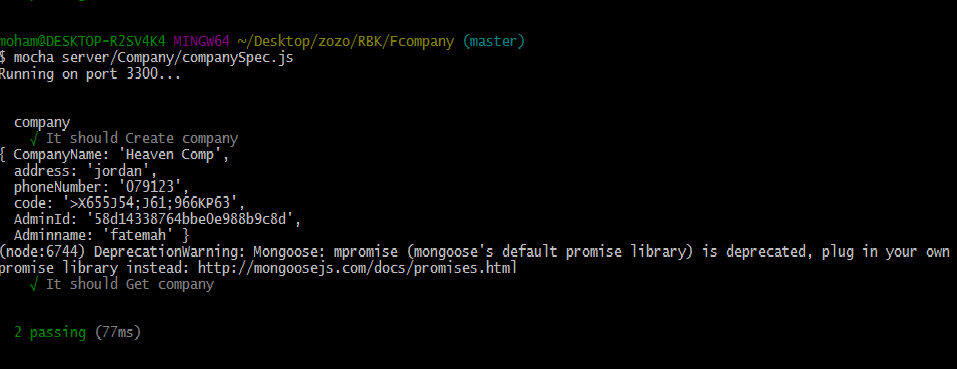 moham@DESKTOP-R2SV4K4 MINGW64 ~/Desktop/zozo/RBK/Fcompany (master)
$ mocha server/Company/companySpec.js
Running on port 3300...
company
√ It should Create company
{ CompanyName: 'Heaven Comp',
address: 'jordan',
phoneNumber: '079123',
code: '>X655J54;J61;966KP63',
AdminId: '58d14338764bbe0e988b9c8d',
Adminname: 'fatemah' }
(node:6744) DeprecationWarning: Mongoose: mpromise (mongoose's default promise library) is deprecated, plug in your own
promise library instead: http://mongoosejs.com/docs/promises.html
√ It should Get company
2 passing (77ms)